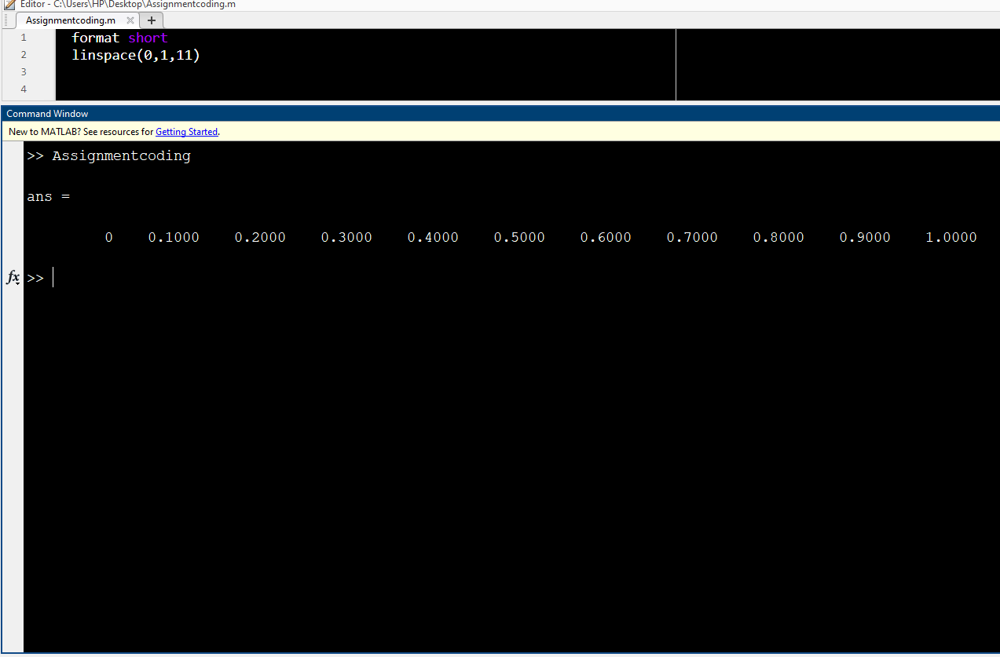 Editor - C:\Users\HP\Desktop\Assignmentcoding.m
Assignmentcoding.m × +
1 format short
2 linspace(0,1,11)
3
4
Command Window
New to MATLAB? See resources for Getting Started.
>> Assignmentcoding
ans =
0 0.1000 0.2000 0.3000 0.4000 0.5000 0.6000 0.7000 0.8000 0.9000 1.0000
fx >>